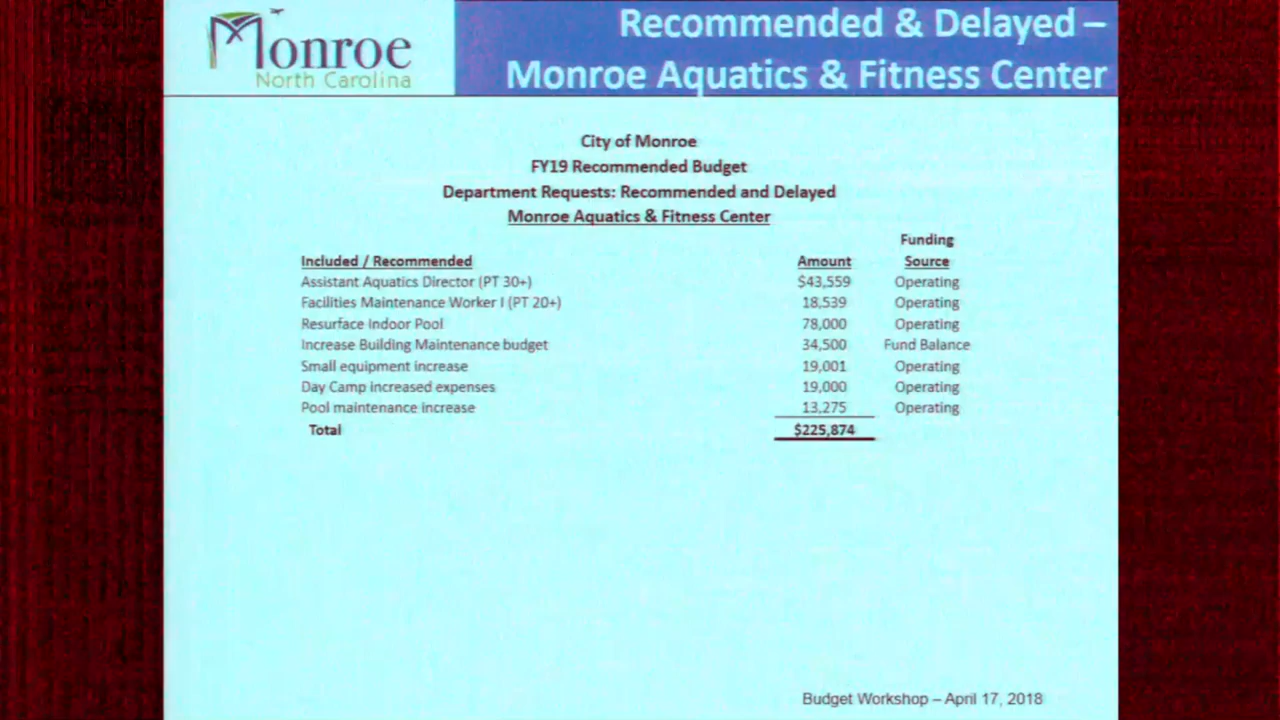 Monroe
North Carolina
Recommended & Delayed –
Monroe Aquatics & Fitness Center
City of Monroe
FY19 Recommended Budget
Department Requests: Recommended and Delayed
Monroe Aquatics & Fitness Center
Funding
Included / Recommended Amount Source
Assistant Aquatics Director (PT 30+) $43,559 Operating
Facilities Maintenance Worker I (PT 20+) 18,539 Operating
Resurface Indoor Pool 78,000 Operating
Increase Building Maintenance budget 34,500 Fund Balance
Small equipment increase 19,001 Operating
Day Camp increased expenses 19,000 Operating
Pool maintenance increase 13,275 Operating
Total $225,874
Budget Workshop – April 17, 2018